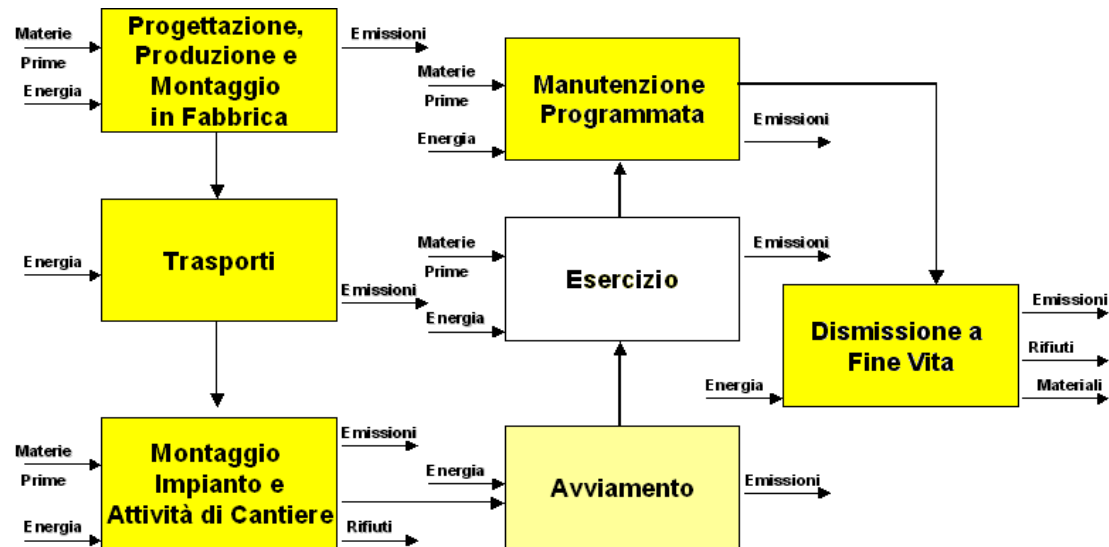 Materie
Prime
Energia
Progettazione,
Produzione e
Montaggio
in Fabbrica
Emissioni
Energia
Trasporti
Emissioni
Materie
Prime
Energia
Montaggio
Impianto e
Attività di Cantiere
Emissioni
Rifiuti
Energia
Avviamento
Emissioni
Materie
Prime
Energia
Esercizio
Emissioni
Materie
Prime
Energia
Manutenzione
Programmata
Emissioni
Energia
Dismissione a
Fine Vita
Emissioni
Rifiuti
Materiali